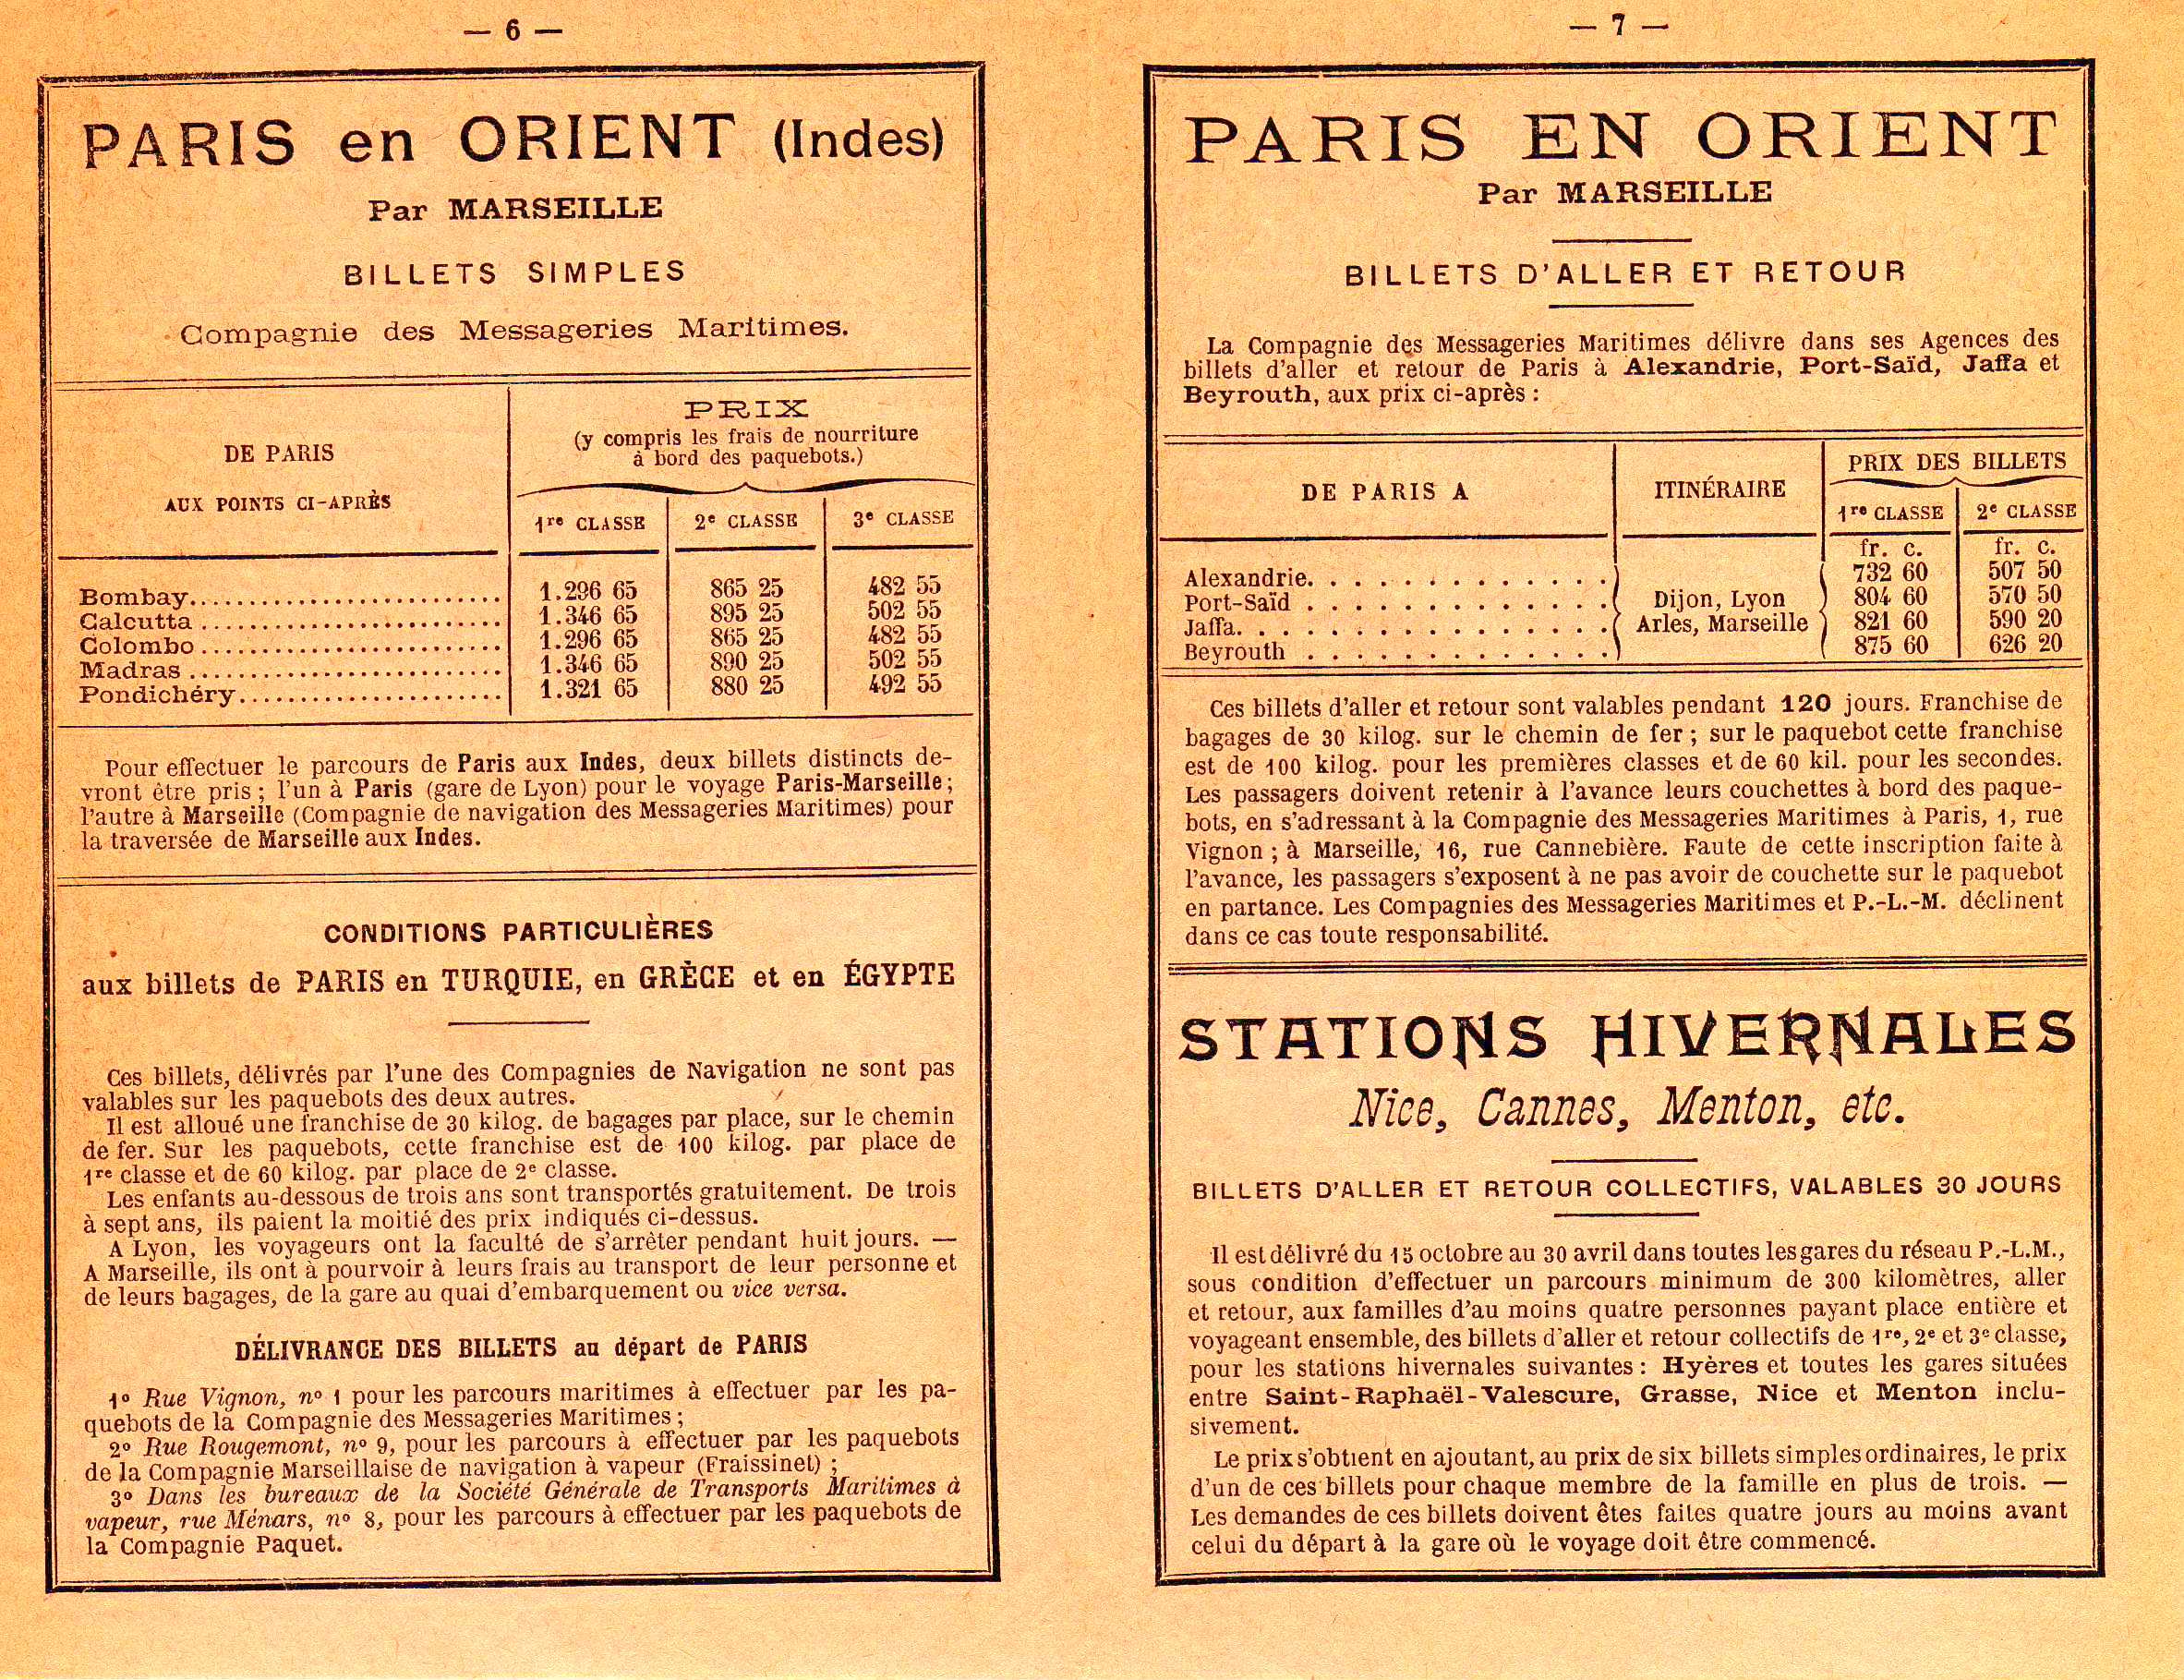 — 6 —
PARIS en ORIENT (Indes)
Par MARSEILLE
BILLETS SIMPLES
Compagnie des Messageries Maritimes.
DE PARIS
AUX POINTS CI-APRÈS
PRIX
(y compris les frais de nourriture
à bord des paquebots.)
1re CLASSE 2e CLASSE 3e CLASSE
Bombay.......................... 1.296 65 865 25 482 55
Calcutta ......................... 1.346 65 895 25 502 55
Colombo ......................... 1.296 65 865 25 482 55
Madras .......................... 1.346 65 890 25 502 55
Pondichéry...................... 1.321 65 880 25 492 55
Pour effectuer le parcours de Paris aux Indes, deux billets distincts de-
vront être pris ; l'un à Paris (gare de Lyon) pour le voyage Paris-Marseille ;
l'autre à Marseille (Compagnie de navigation des Messageries Maritimes) pour
la traversée de Marseille aux Indes.
CONDITIONS PARTICULIÈRES
aux billets de PARIS en TURQUIE, en GRÈCE et en ÉGYPTE
Ces billets, délivrés par l'une des Compagnies de Navigation ne sont pas
valables sur les paquebots des deux autres.
Il est alloué une franchise de 30 kilog. de bagages par place, sur le chemin
de fer. Sur les paquebots, cette franchise est de 100 kilog. par place de
1re classe et de 60 kilog. par place de 2e classe.
Les enfants au-dessous de trois ans sont transportés gratuitement. De trois
à sept ans, ils paient la moitié des prix indiqués ci-dessus.
A Lyon, les voyageurs ont la faculté de s'arrêter pendant huit jours. —
A Marseille, ils ont à pourvoir à leurs frais au transport de leur personne et
de leurs bagages, de la gare au quai d'embarquement ou vice versa.
DÉLIVRANCE DES BILLETS au départ de PARIS
1o Rue Vignon, no 1 pour les parcours maritimes à effectuer par les pa-
quebots de la Compagnie des Messageries Maritimes ;
2o Rue Rougemont, no 9, pour les parcours à effectuer par les paquebots
de la Compagnie Marseillaise de navigation à vapeur (Fraissinet) ;
3o Dans les bureaux de la Société Générale de Transports Maritimes à
vapeur, rue Ménars, no 8, pour les parcours à effectuer par les paquebots de
la Compagnie Paquet.
— 7 —
PARIS EN ORIENT
Par MARSEILLE
BILLETS D'ALLER ET RETOUR
La Compagnie des Messageries Maritimes délivre dans ses Agences des
billets d'aller et retour de Paris à Alexandrie, Port-Saïd, Jaffa et
Beyrouth, aux prix ci-après :
DE PARIS A ITINÉRAIRE PRIX DES BILLETS
1re CLASSE 2e CLASSE
fr. c. fr. c.
Alexandrie. . . . . . . . . . . . . 732 60 507 50
Port-Saïd . . . . . . . . . . . . . Dijon, Lyon 804 60 570 50
Jaffa. . . . . . . . . . . . . . . . Arles, Marseille 821 60 590 20
Beyrouth . . . . . . . . . . . . . 875 60 626 20
Ces billets d'aller et retour sont valables pendant 120 jours. Franchise de
bagages de 30 kilog. sur le chemin de fer ; sur le paquebot cette franchise
est de 100 kilog. pour les premières classes et de 60 kil. pour les secondes.
Les passagers doivent retenir à l'avance leurs couchettes à bord des paque-
bots, en s'adressant à la Compagnie des Messageries Maritimes à Paris, 1, rue
Vignon ; à Marseille, 16, rue Cannebière. Faute de cette inscription faite à
l'avance, les passagers s'exposent à ne pas avoir de couchette sur le paquebot
en partance. Les Compagnies des Messageries Maritimes et P.-L.-M. déclinent
dans ce cas toute responsabilité.
STATIONS HIVERNALES
Nice, Cannes, Menton, etc.
BILLETS D'ALLER ET RETOUR COLLECTIFS, VALABLES 30 JOURS
Il est délivré du 15 octobre au 30 avril dans toutes les gares du réseau P.-L.M.,
sous condition d'effectuer un parcours minimum de 300 kilomètres, aller
et retour, aux familles d'au moins quatre personnes payant place entière et
voyageant ensemble, des billets d'aller et retour collectifs de 1re, 2e et 3e classe,
pour les stations hivernales suivantes : Hyères et toutes les gares situées
entre Saint-Raphaël-Valescure, Grasse, Nice et Menton inclu-
sivement.
Le prix s'obtient en ajoutant, au prix de six billets simples ordinaires, le prix
d'un de ces billets pour chaque membre de la famille en plus de trois. —
Les demandes de ces billets doivent êtes faites quatre jours au moins avant
celui du départ à la gare où le voyage doit être commencé.